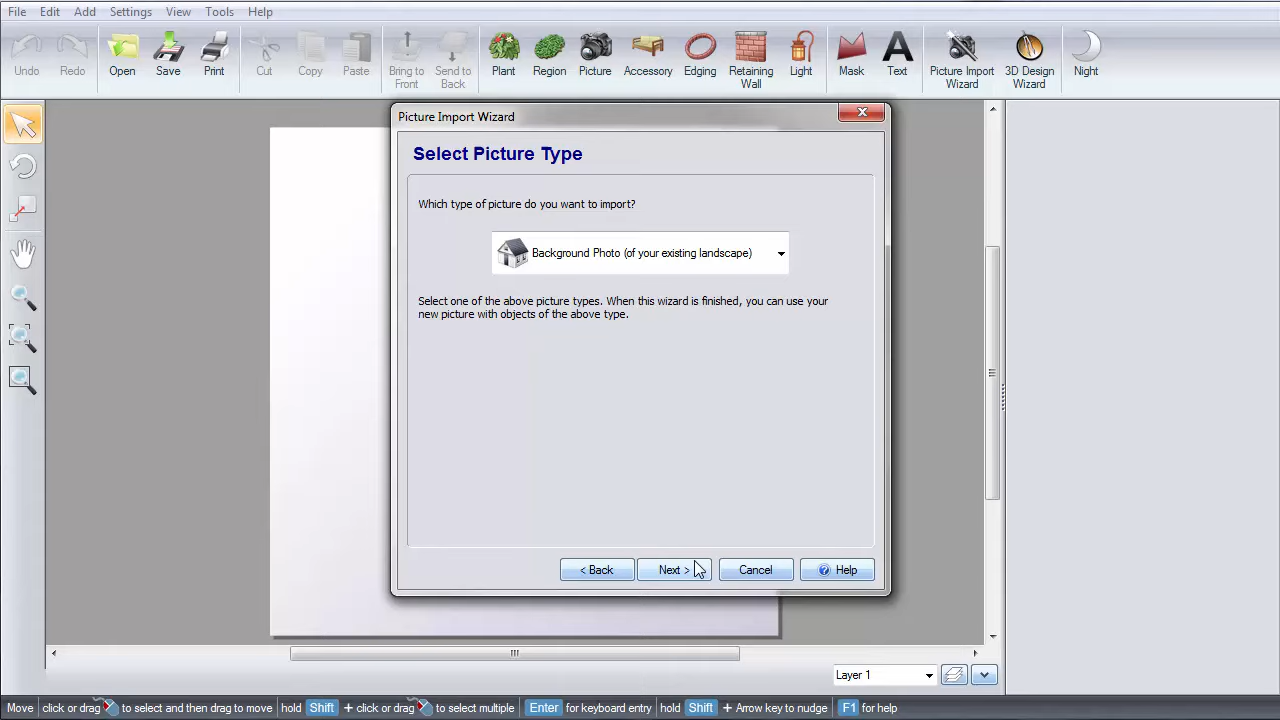 File Edit Add Settings View Tools Help
Undo Redo Open Save Print Cut Copy Paste Bring to Front Send to Back Plant Region Picture Accessory Edging Retaining Wall Light Mask Text Picture Import Wizard 3D Design Wizard Night
Picture Import Wizard
Select Picture Type
Which type of picture do you want to import?
Background Photo (of your existing landscape)
Select one of the above picture types. When this wizard is finished, you can use your
new picture with objects of the above type.
< Back Next > Cancel Help
Layer 1
Move click or drag to select and then drag to move hold Shift + click or drag to select multiple Enter for keyboard entry hold Shift + Arrow key to nudge F1 for help